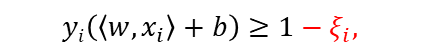 yᵢ(⟨w, xᵢ⟩ + b) ≥ 1 − ξᵢ,